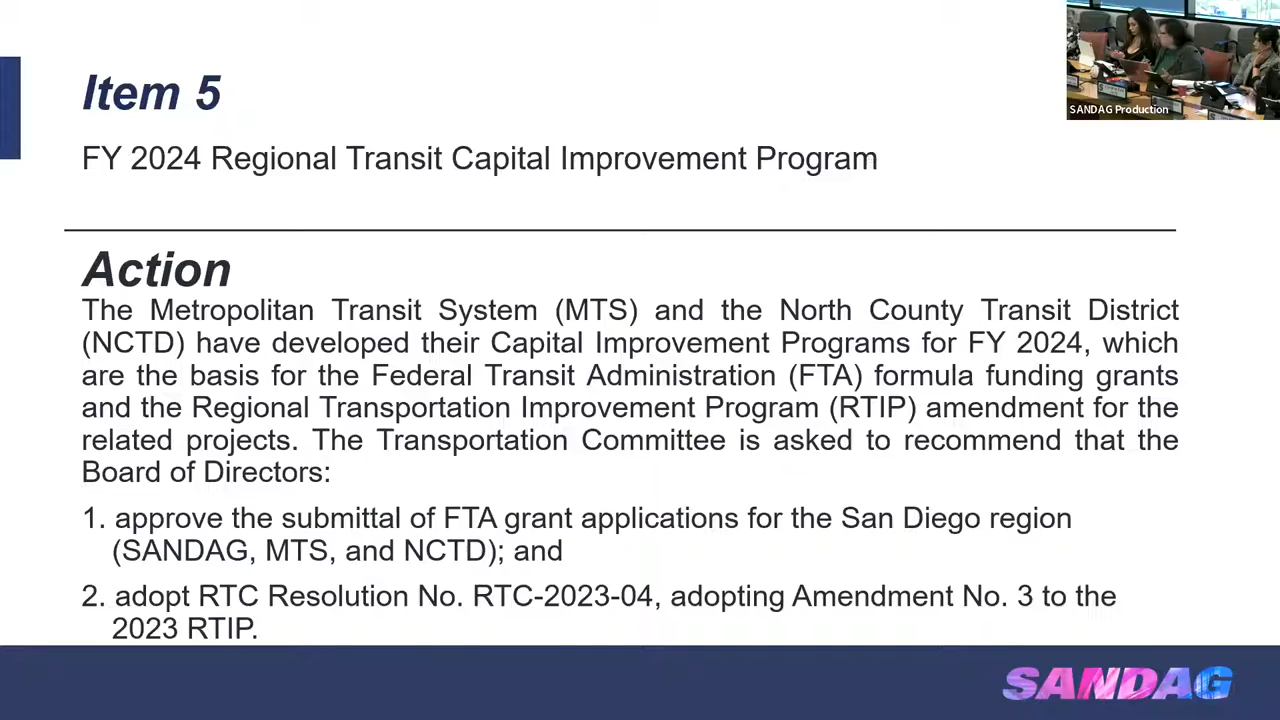 Item 5
SANDAG Production
FY 2024 Regional Transit Capital Improvement Program
Action
The Metropolitan Transit System (MTS) and the North County Transit District
(NCTD) have developed their Capital Improvement Programs for FY 2024, which
are the basis for the Federal Transit Administration (FTA) formula funding grants
and the Regional Transportation Improvement Program (RTIP) amendment for the
related projects. The Transportation Committee is asked to recommend that the
Board of Directors:
1. approve the submittal of FTA grant applications for the San Diego region
(SANDAG, MTS, and NCTD); and
2. adopt RTC Resolution No. RTC-2023-04, adopting Amendment No. 3 to the
2023 RTIP.
SANDAG